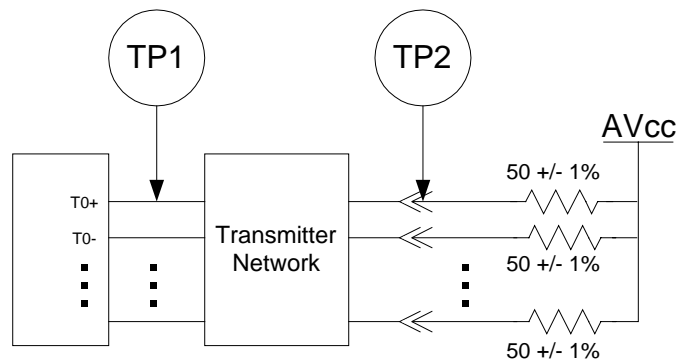 TP1
TP2
AVcc
50 +/- 1%
T0+
T0-
Transmitter
Network
50 +/- 1%
50 +/- 1%